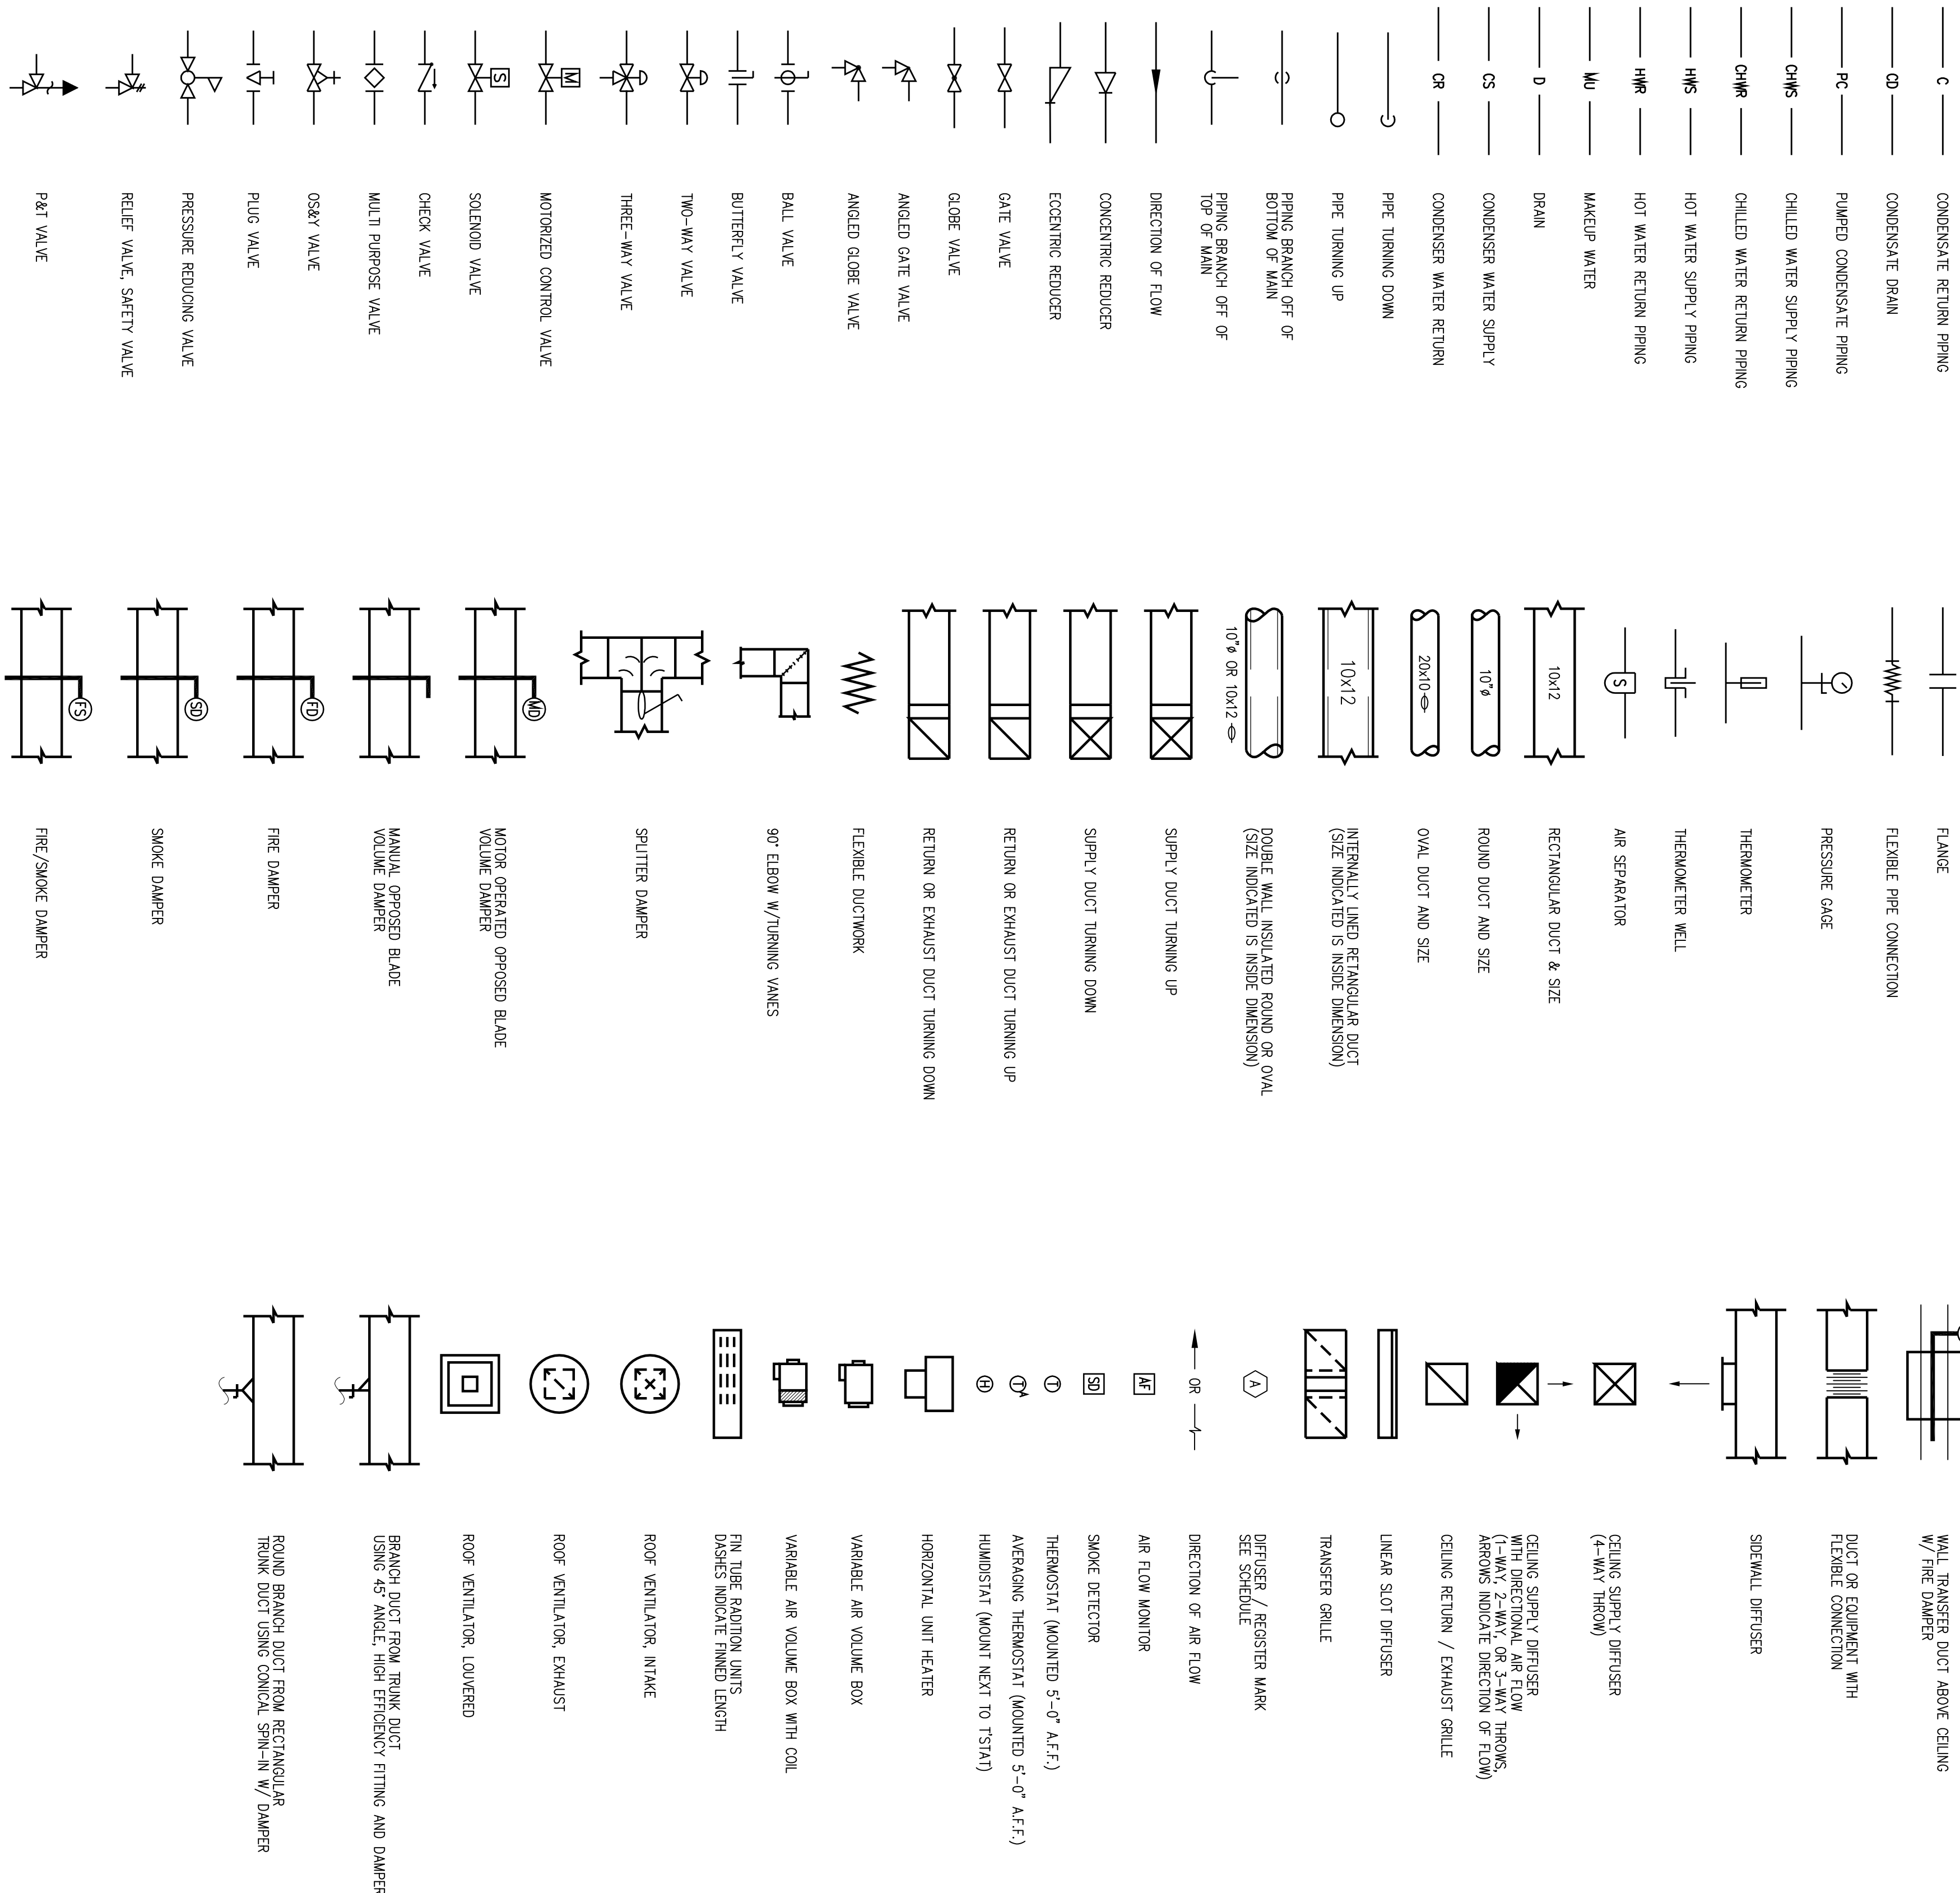 C
CONDENSATE RETURN PIPING
CD
CONDENSATE DRAIN
PC
PUMPED CONDENSATE PIPING
CHWS
CHILLED WATER SUPPLY PIPING
CHWR
CHILLED WATER RETURN PIPING
HWS
HOT WATER SUPPLY PIPING
HWR
HOT WATER RETURN PIPING
MU
MAKEUP WATER
D
DRAIN
CS
CONDENSER WATER SUPPLY
CR
CONDENSER WATER RETURN
PIPE TURNING DOWN
PIPE TURNING UP
PIPING BRANCH OFF OF
BOTTOM OF MAIN
PIPING BRANCH OFF OF
TOP OF MAIN
DIRECTION OF FLOW
CONCENTRIC REDUCER
ECCENTRIC REDUCER
GATE VALVE
GLOBE VALVE
ANGLED GATE VALVE
ANGLED GLOBE VALVE
BALL VALVE
BUTTERFLY VALVE
TWO-WAY VALVE
THREE-WAY VALVE
M
MOTORIZED CONTROL VALVE
S
SOLENOID VALVE
CHECK VALVE
MULTI PURPOSE VALVE
OS&Y VALVE
PLUG VALVE
PRESSURE REDUCING VALVE
RELIEF VALVE, SAFETY VALVE
P&T VALVE
FLANGE
FLEXIBLE PIPE CONNECTION
PRESSURE GAGE
THERMOMETER
THERMOMETER WELL
S
AIR SEPARATOR
10x12
RECTANGULAR DUCT & SIZE
10"ø
ROUND DUCT AND SIZE
20x10
OVAL DUCT AND SIZE
10x12
INTERNALLY LINED RETANGULAR DUCT
(SIZE INDICATED IS INSIDE DIMENSION)
10"ø OR 10x12
DOUBLE WALL INSULATED ROUND OR OVAL
(SIZE INDICATED IS INSIDE DIMENSION)
SUPPLY DUCT TURNING UP
SUPPLY DUCT TURNING DOWN
RETURN OR EXHAUST DUCT TURNING UP
RETURN OR EXHAUST DUCT TURNING DOWN
FLEXIBLE DUCTWORK
90° ELBOW W/TURNING VANES
SPLITTER DAMPER
MD
MOTOR OPERATED OPPOSED BLADE
VOLUME DAMPER
MANUAL OPPOSED BLADE
VOLUME DAMPER
FD
FIRE DAMPER
SD
SMOKE DAMPER
FS
FIRE/SMOKE DAMPER
WALL TRANSFER DUCT ABOVE CEILING
W/ FIRE DAMPER
DUCT OR EQUIPMENT WITH
FLEXIBLE CONNECTION
SIDEWALL DIFFUSER
CEILING SUPPLY DIFFUSER
(4-WAY THROW)
CEILING SUPPLY DIFFUSER
WITH DIRECTIONAL AIR FLOW
(1-WAY, 2-WAY, OR 3-WAY THROWS,
ARROWS INDICATE DIRECTION OF FLOW)
CEILING RETURN / EXHAUST GRILLE
LINEAR SLOT DIFFUSER
TRANSFER GRILLE
A
DIFFUSER / REGISTER MARK
SEE SCHEDULE
OR
DIRECTION OF AIR FLOW
AF
AIR FLOW MONITOR
SD
SMOKE DETECTOR
T
THERMOSTAT (MOUNTED 5'-0" A.F.F.)
T A
AVERAGING THERMOSTAT (MOUNTED 5'-0" A.F.F.)
H
HUMIDISTAT (MOUNT NEXT TO T'STAT)
HORIZONTAL UNIT HEATER
VARIABLE AIR VOLUME BOX
VARIABLE AIR VOLUME BOX WITH COIL
FIN TUBE RADITION UNITS
DASHES INDICATE FINNED LENGTH
ROOF VENTILATOR, INTAKE
ROOF VENTILATOR, EXHAUST
ROOF VENTILATOR, LOUVERED
BRANCH DUCT FROM TRUNK DUCT
USING 45° ANGLE, HIGH EFFICIENCY FITTING AND DAMPER
ROUND BRANCH DUCT FROM RECTANGULAR
TRUNK DUCT USING CONICAL SPIN-IN W/ DAMPER